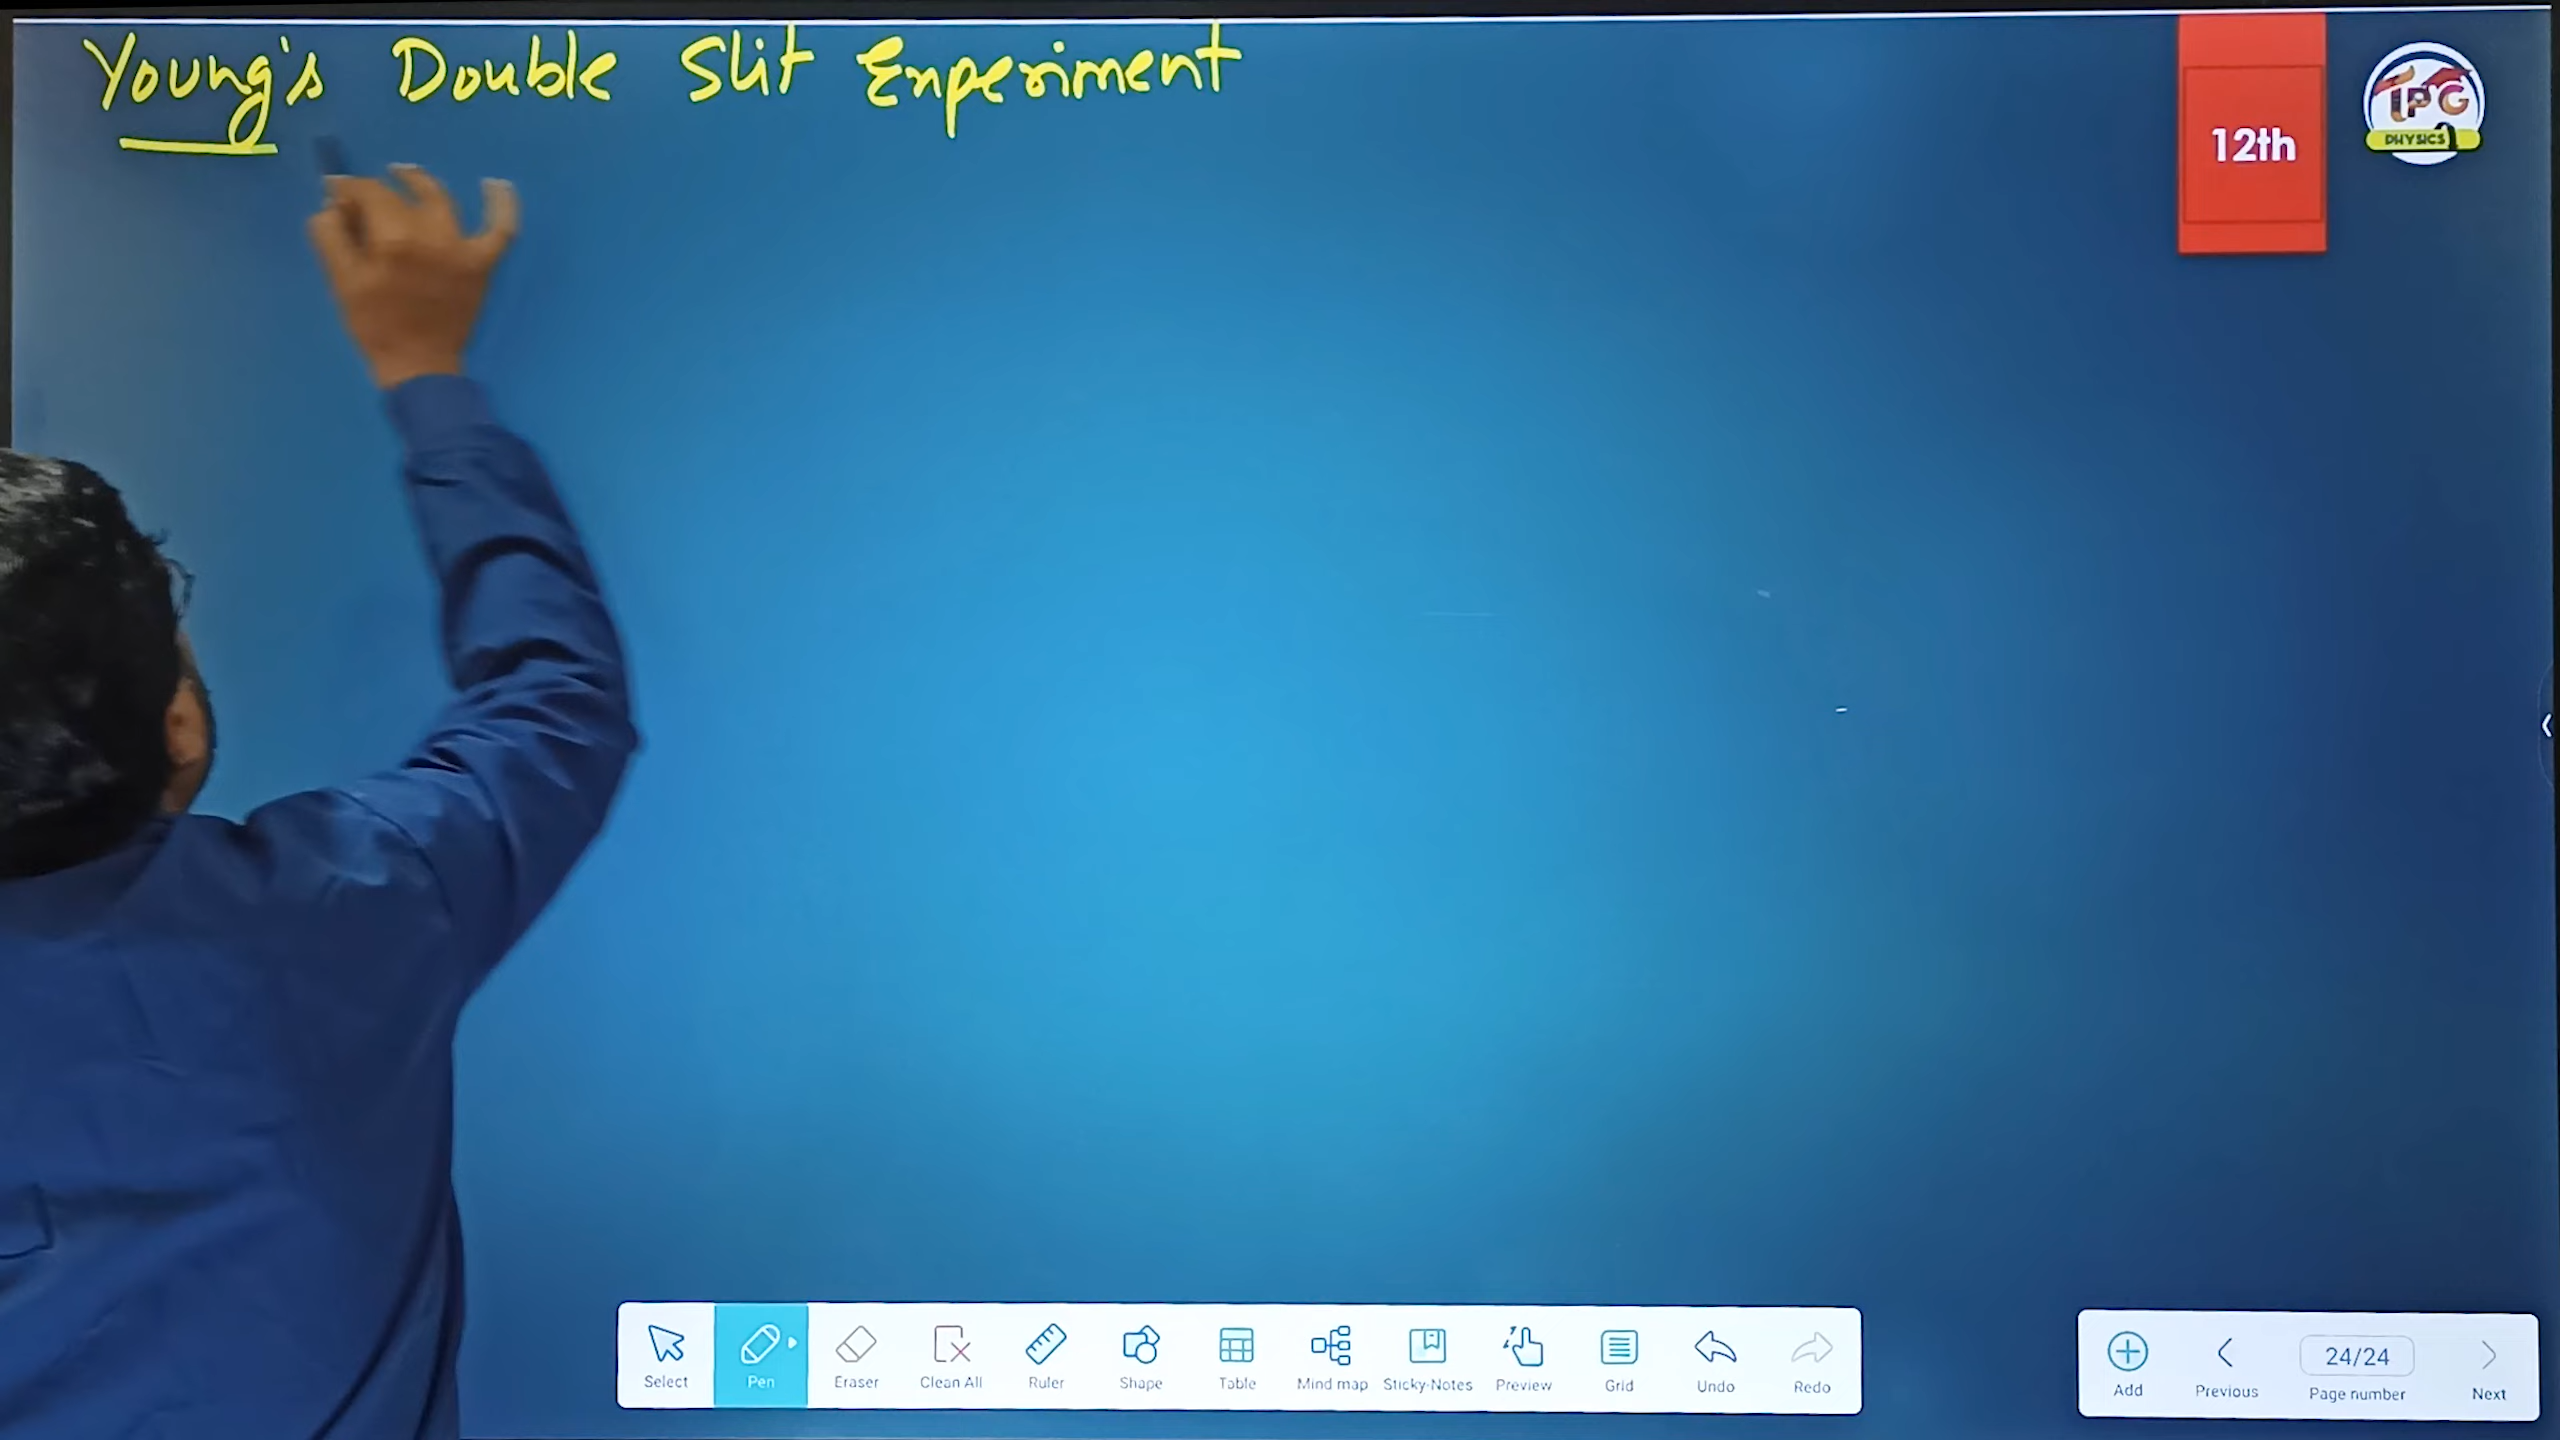 Young's Double Slit Experiment
12th
TPG
PHYSICS
Select Pen Eraser Clean All Ruler Shape Table Mind map Sticky-Notes Preview Grid Undo Redo
Add Previous 24/24 Page number Next